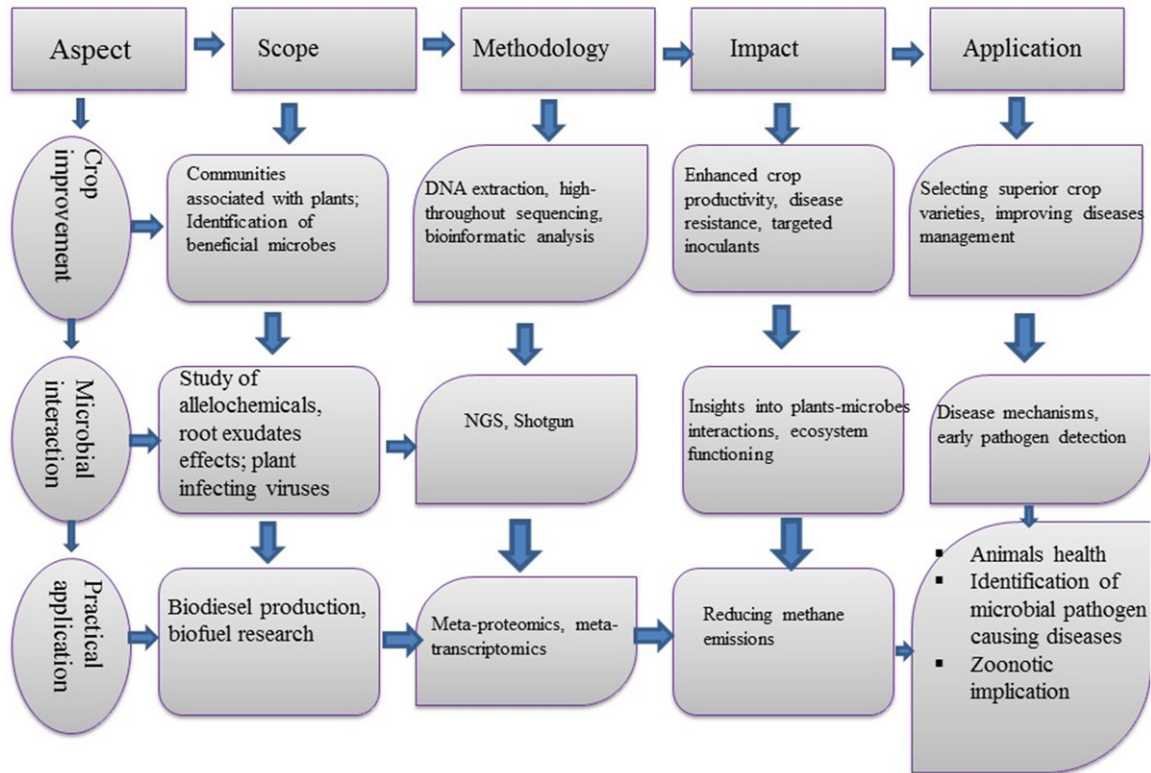 Aspect
Scope
Methodology
Impact
Application
Crop
improvement
Communities
associated with plants;
Identification of
beneficial microbes
DNA extraction, high-
throughout sequencing,
bioinformatic analysis
Enhanced crop
productivity, disease
resistance, targeted
inoculants
Selecting superior crop
varieties, improving diseases
management
Microbial
interaction
Study of
allelochemicals,
root exudates
effects; plant
infecting viruses
NGS, Shotgun
Insights into plants-microbes
interactions, ecosystem
functioning
Disease mechanisms,
early pathogen detection
Practical
application
Biodiesel production,
biofuel research
Meta-proteomics, meta-
transcriptomics
Reducing methane
emissions
▪ Animals health
▪ Identification of
microbial pathogen
causing diseases
▪ Zoonotic
implication